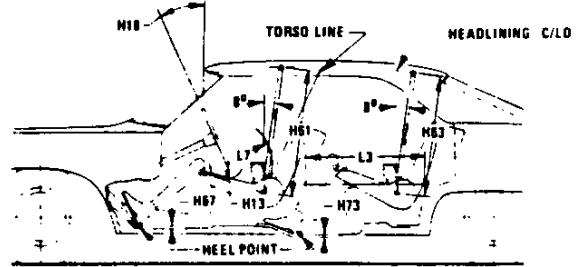 H18
TORSO LINE
HEADLINING C/LO
8°
8°
H61
H63
L7
L3
H67
H13
H73
HEEL POINT